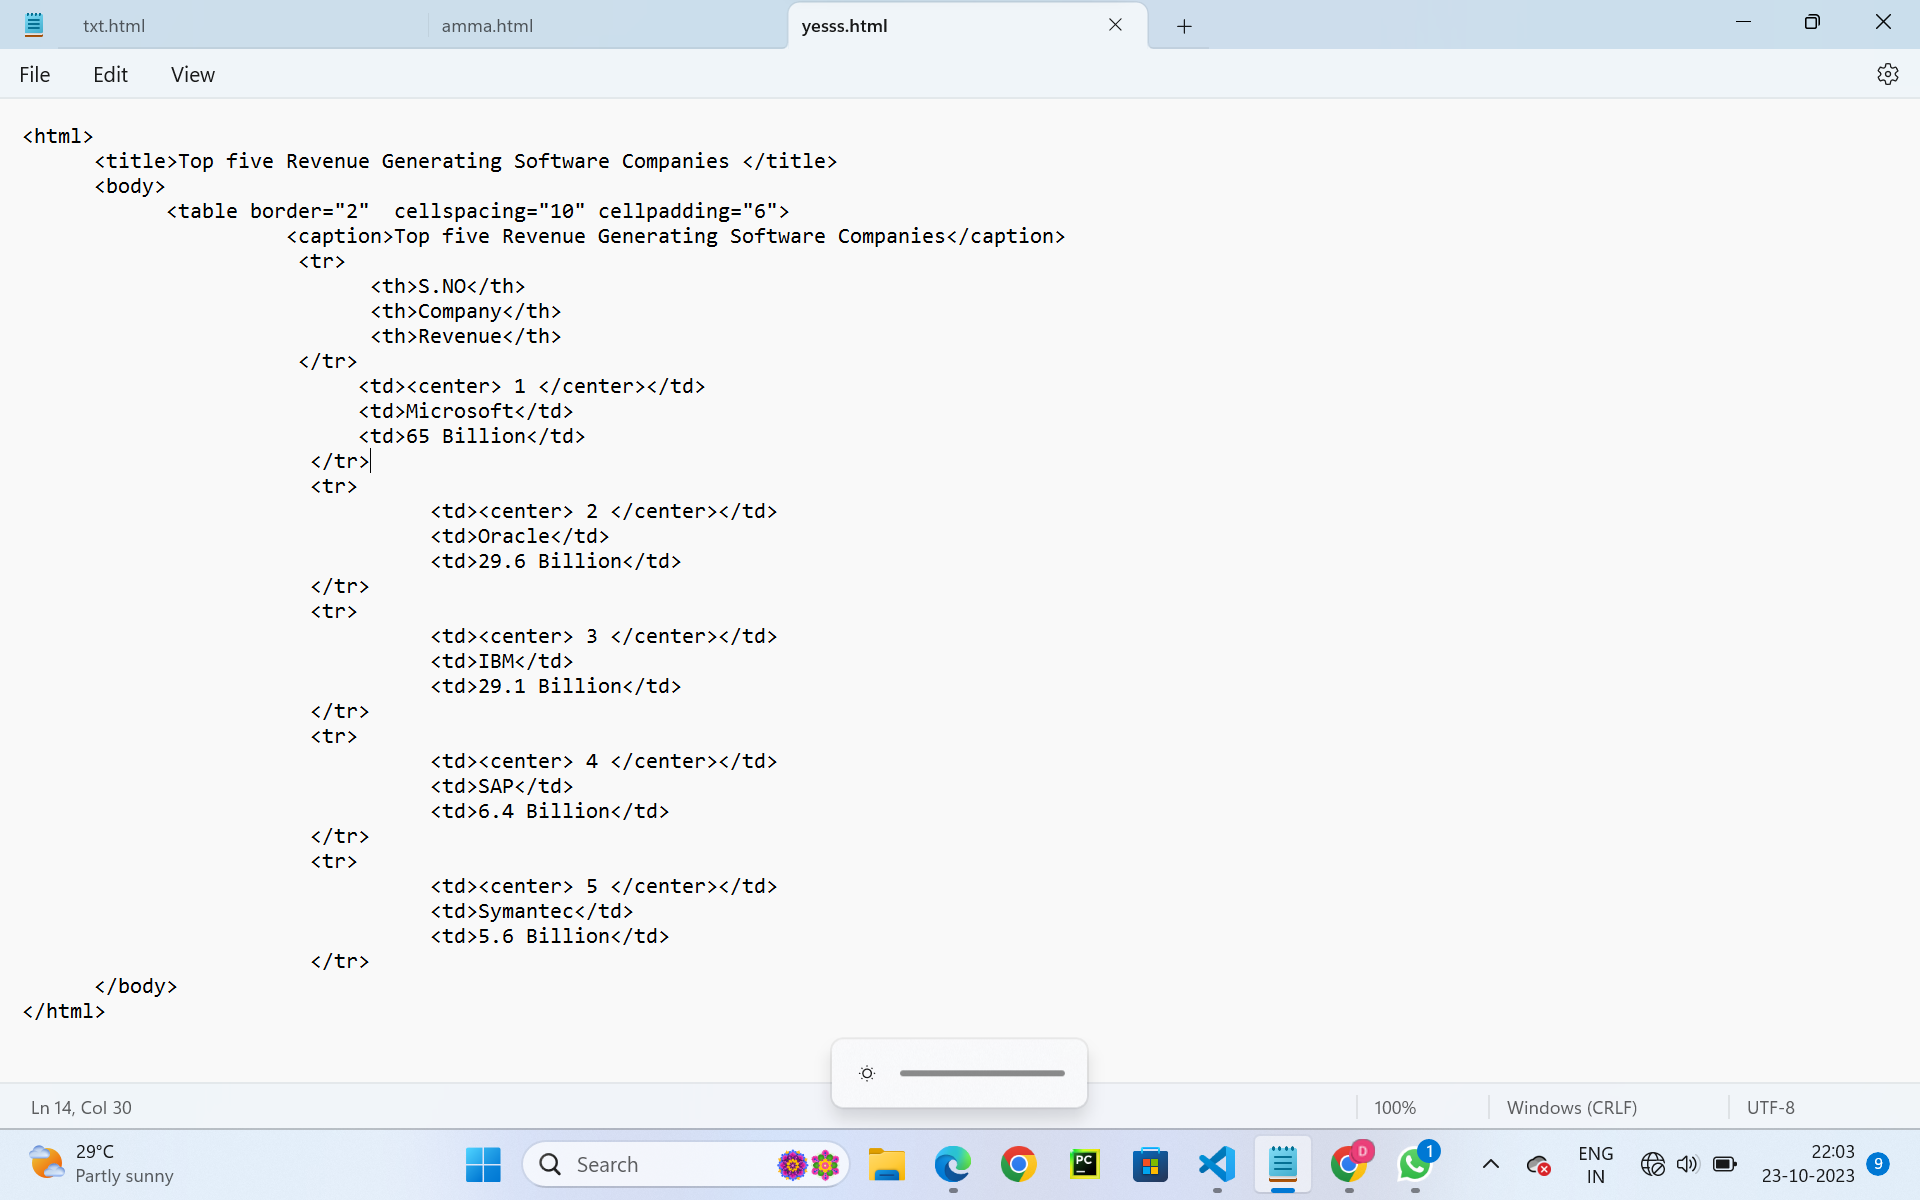 txt.html
amma.html
yesss.html
File Edit View
<html>
<title>Top five Revenue Generating Software Companies </title>
<body>
<table border="2"  cellspacing="10" cellpadding="6">
<caption>Top five Revenue Generating Software Companies</caption>
<tr>
<th>S.NO</th>
<th>Company</th>
<th>Revenue</th>
</tr>
<td><center> 1 </center></td>
<td>Microsoft</td>
<td>65 Billion</td>
</tr>
<tr>
<td><center> 2 </center></td>
<td>Oracle</td>
<td>29.6 Billion</td>
</tr>
<tr>
<td><center> 3 </center></td>
<td>IBM</td>
<td>29.1 Billion</td>
</tr>
<tr>
<td><center> 4 </center></td>
<td>SAP</td>
<td>6.4 Billion</td>
</tr>
<tr>
<td><center> 5 </center></td>
<td>Symantec</td>
<td>5.6 Billion</td>
</tr>
</body>
</html>
Ln 14, Col 30
100%
Windows (CRLF)
UTF-8
29°C
Partly sunny
Search
PC
D
1
ENG
IN
22:03
23-10-2023
9